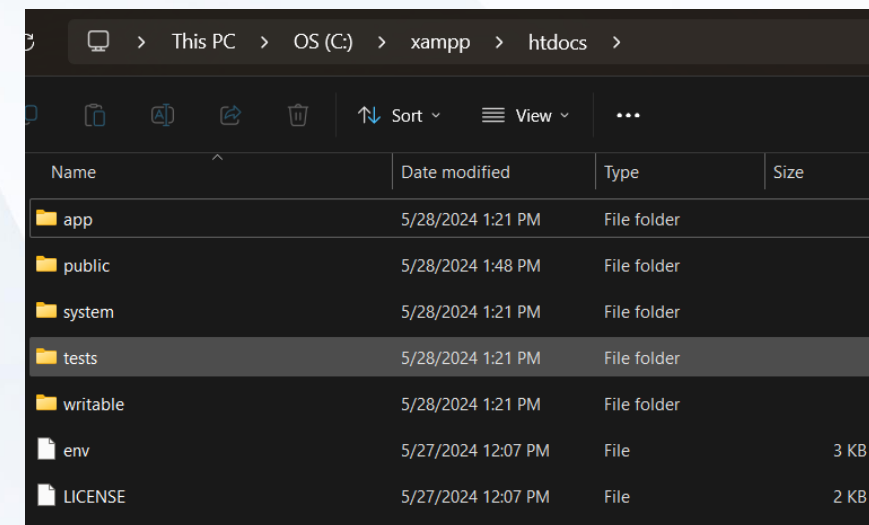 This PC > OS (C:) > xampp > htdocs >
Sort View ...
Name Date modified Type Size
app 5/28/2024 1:21 PM File folder
public 5/28/2024 1:48 PM File folder
system 5/28/2024 1:21 PM File folder
tests 5/28/2024 1:21 PM File folder
writable 5/28/2024 1:21 PM File folder
env 5/27/2024 12:07 PM File 3 KB
LICENSE 5/27/2024 12:07 PM File 2 KB